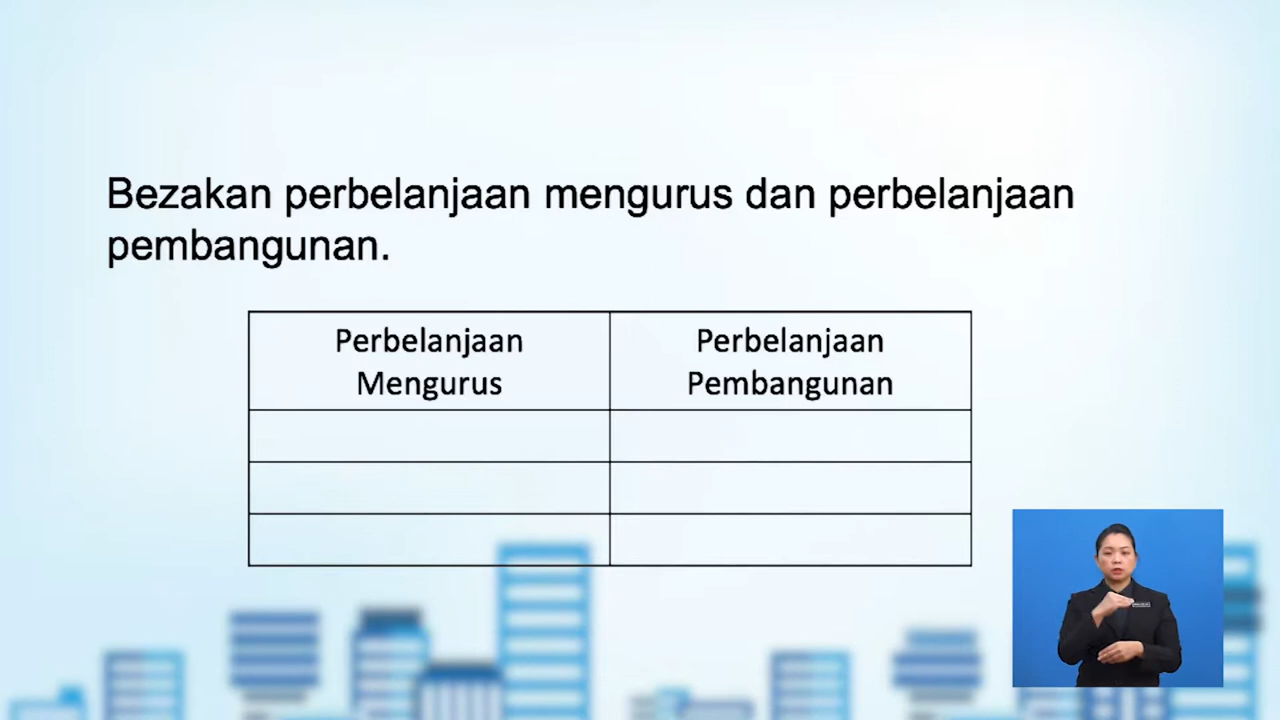 Bezakan perbelanjaan mengurus dan perbelanjaan
pembangunan.
Perbelanjaan
Mengurus
Perbelanjaan
Pembangunan